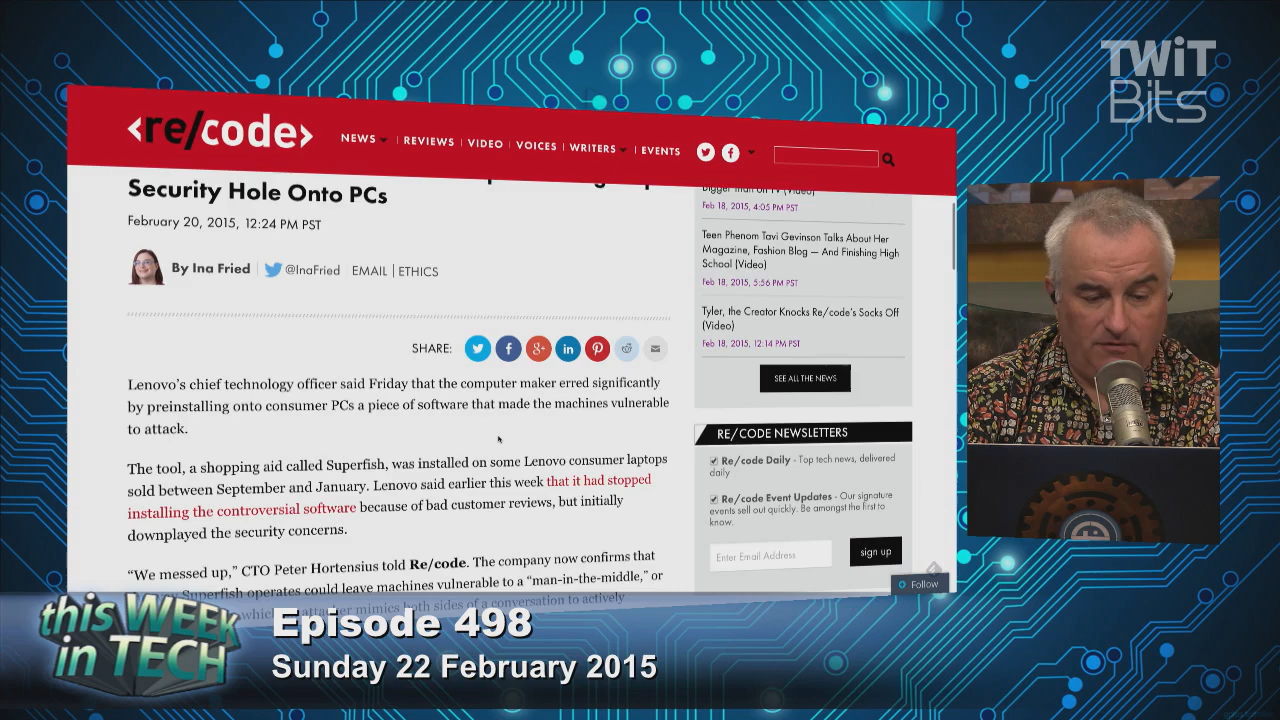 TWiT
Bits
<re/code>
NEWS | REVIEWS | VIDEO | VOICES | WRITERS | EVENTS
Security Hole Onto PCs
February 20, 2015, 12:24 PM PST
By Ina Fried | @InaFried | EMAIL | ETHICS
SHARE:
Lenovo's chief technology officer said Friday that the computer maker erred significantly
by preinstalling onto consumer PCs a piece of software that made the machines vulnerable
to attack.
The tool, a shopping aid called Superfish, was installed on some Lenovo consumer laptops
sold between September and January. Lenovo said earlier this week that it had stopped
installing the controversial software because of bad customer reviews, but initially
downplayed the security concerns.
"We messed up," CTO Peter Hortensius told Re/code. The company now confirms that
Superfish operates could leave machines vulnerable to a "man-in-the-middle," or
mimics both sides of a conversation to actively
(Video)
Feb 18, 2015, 4:05 PM PST
Teen Phenom Tavi Gevinson Talks About Her
Magazine, Fashion Blog — And Finishing High
School (Video)
Feb 18, 2015, 5:56 PM PST
Tyler, the Creator Knocks Re/code's Socks Off
(Video)
Feb 18, 2015, 12:14 PM PST
SEE ALL THE NEWS
RE/CODE NEWSLETTERS
Re/code Daily - Top tech news, delivered
daily
Re/code Event Updates - Our signature
events sell out quickly. Be amongst the first to
know.
Enter Email Address
sign up
Follow
this WEEK
in TECH
Episode 498
Sunday 22 February 2015